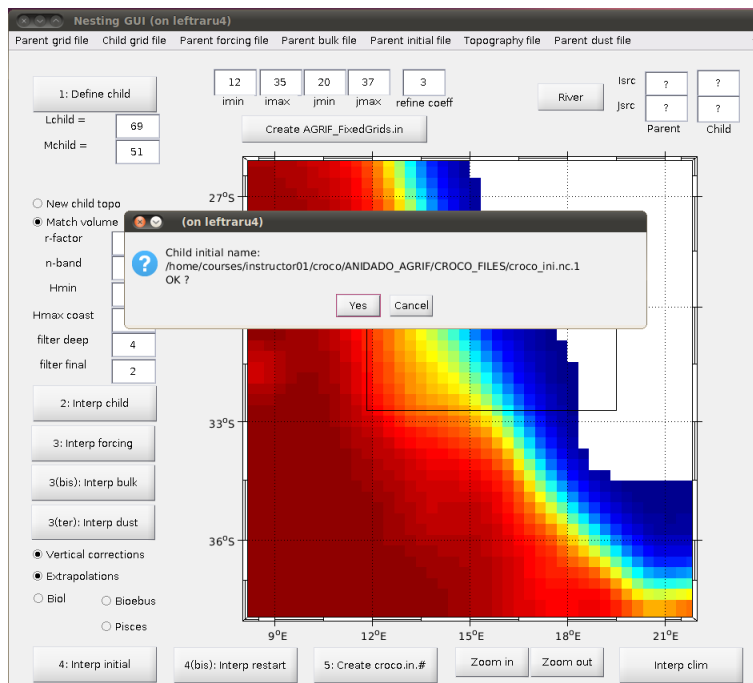 Nesting GUI (on leftraru4)
Parent grid file Child grid file Parent forcing file Parent bulk file Parent initial file Topography file Parent dust file
1: Define child
12 35 20 37 3
imin imax jmin jmax refine coeff
Create AGRIF_FixedGrids.in
River
Isrc ? ?
Jsrc ? ?
Parent Child
Lchild = 69
Mchild = 51
New child topo
Match volume
r-factor
n-band
Hmin
Hmax coast
filter deep 4
filter final 2
2: Interp child
3: Interp forcing
3(bis): Interp bulk
3(ter): Interp dust
Vertical corrections
Extrapolations
Biol Bioebus
Pisces
27°S
33°S
36°S
9°E 12°E 15°E 18°E 21°E
(on leftraru4)
Child initial name:
/home/courses/instructor01/croco/ANIDADO_AGRIF/CROCO_FILES/croco_ini.nc.1
OK ?
Yes Cancel
4: Interp initial 4(bis): Interp restart 5: Create croco.in.# Zoom in Zoom out Interp clim